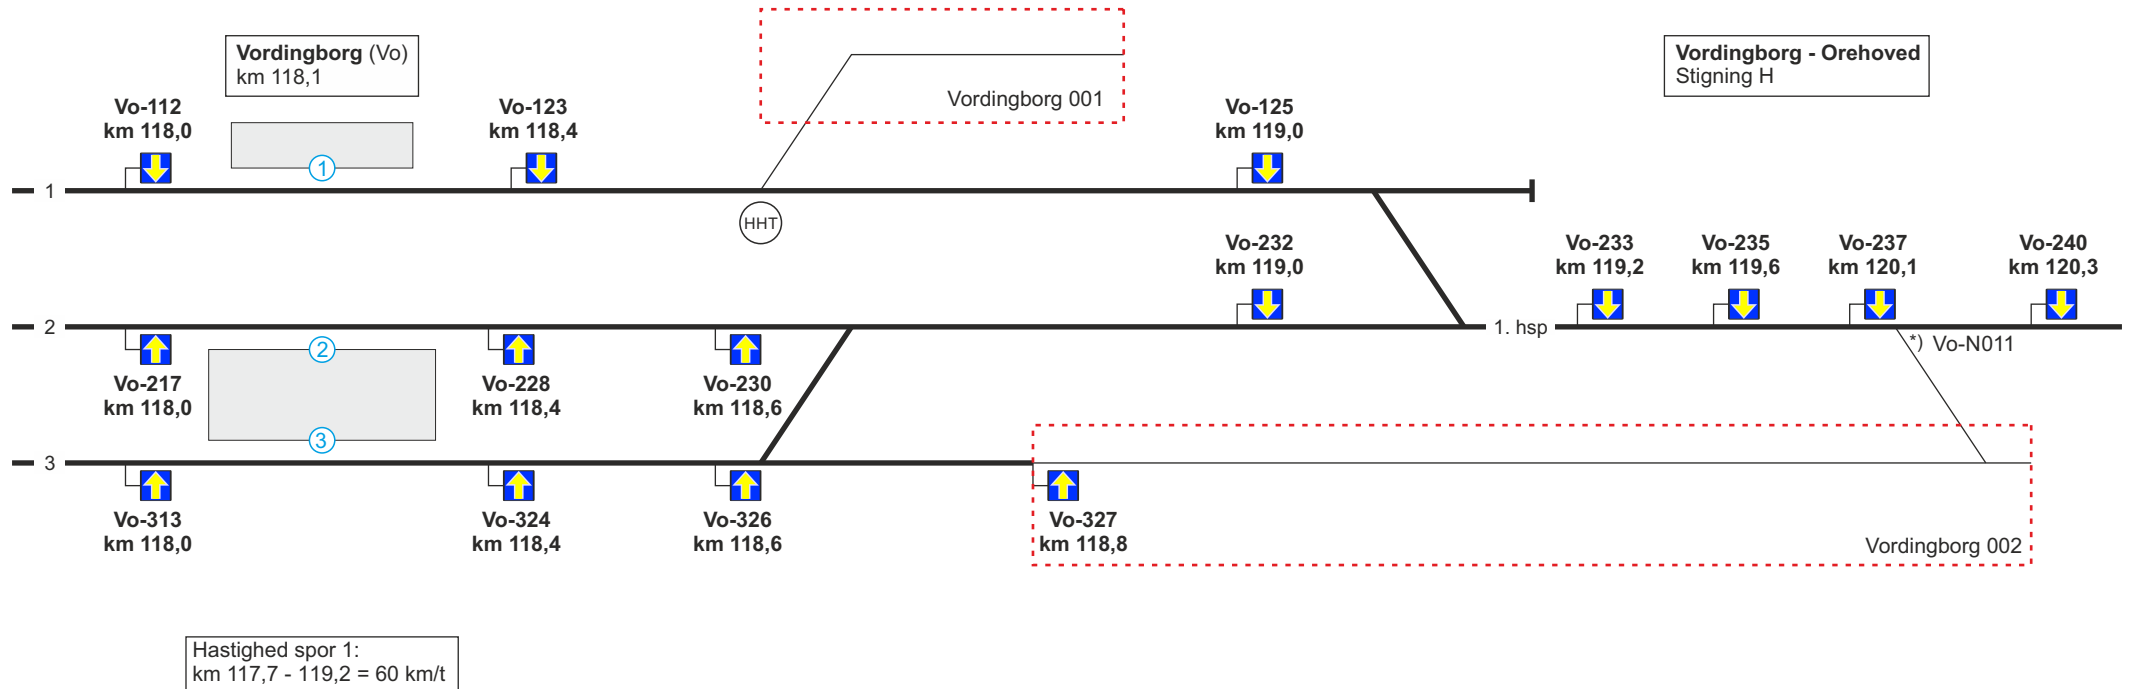 Vordingborg (Vo)
km 118,1
Vordingborg - Orehoved
Stigning H
Vordingborg 001
Vo-112
km 118,0
Vo-123
km 118,4
Vo-125
km 119,0
1
1
HHT
Vo-232
km 119,0
Vo-233
km 119,2
Vo-235
km 119,6
Vo-237
km 120,1
Vo-240
km 120,3
2
1. hsp
*) Vo-N011
2
Vo-217
km 118,0
Vo-228
km 118,4
Vo-230
km 118,6
3
3
Vo-313
km 118,0
Vo-324
km 118,4
Vo-326
km 118,6
Vo-327
km 118,8
Vordingborg 002
Hastighed spor 1:
km 117,7 - 119,2 = 60 km/t